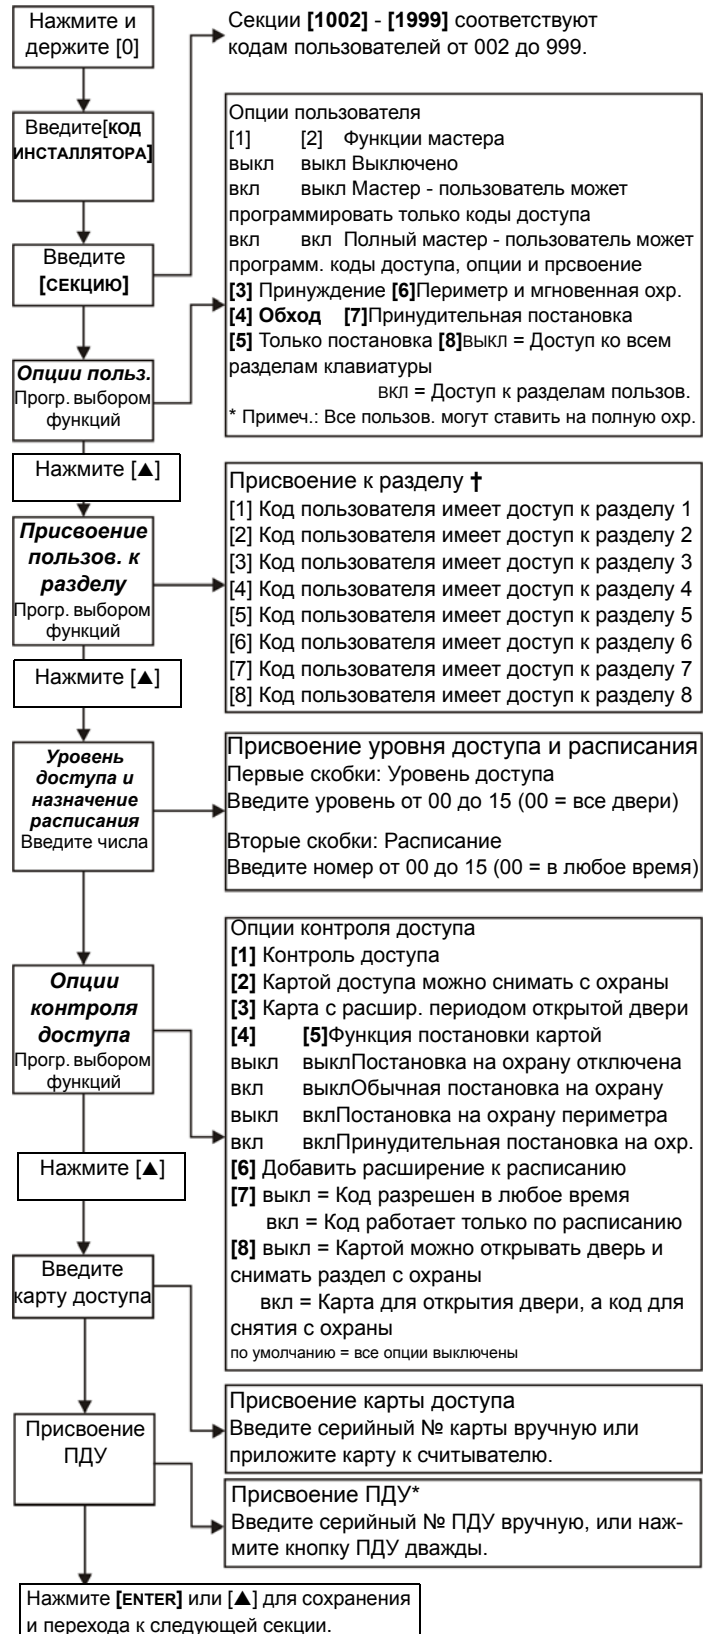 Нажмите и
держите [0]
Секции [1002] - [1999] соответствуют
кодам пользователей от 002 до 999.
Введите[КОД
ИНСТАЛЛЯТОРА]
Введите
[СЕКЦИЮ]
Опции пользователя
[1] [2] Функции мастера
выкл выкл Выключено
вкл выкл Мастер - пользователь может
программировать только коды доступа
вкл вкл Полный мастер - пользователь может
программ. коды доступа, опции и прсвоение
[3] Принуждение [6]Периметр и мгновенная охр.
[4] Обход [7]Принудительная постановка
[5] Только постановка [8]ВЫКЛ = Доступ ко всем
разделам клавиатуры
ВКЛ = Доступ к разделам пользов.
* Примеч.: Все пользов. могут ставить на полную охр.
Опции польз.
Прогр. выбором
функций
Нажмите [▲]
Присвоение
пользов. к
разделу
Прогр. выбором
функций
Присвоение к разделу †
[1] Код пользователя имеет доступ к разделу 1
[2] Код пользователя имеет доступ к разделу 2
[3] Код пользователя имеет доступ к разделу 3
[4] Код пользователя имеет доступ к разделу 4
[5] Код пользователя имеет доступ к разделу 5
[6] Код пользователя имеет доступ к разделу 6
[7] Код пользователя имеет доступ к разделу 7
[8] Код пользователя имеет доступ к разделу 8
Нажмите [▲]
Уровень
доступа и
назначение
расписания
Введите числа
Присвоение уровня доступа и расписания
Первые скобки: Уровень доступа
Введите уровень от 00 до 15 (00 = все двери)
Вторые скобки: Расписание
Введите номер от 00 до 15 (00 = в любое время)
Опции
контроля
доступа
Прогр. выбором
функций
Опции контроля доступа
[1] Контроль доступа
[2] Картой доступа можно снимать с охраны
[3] Карта с расшир. периодом открытой двери
[4] [5]Функция постановки картой
выкл выклПостановка на охрану отключена
вкл выклОбычная постановка на охрану
выкл вклПостановка на охрану периметра
вкл вклПринудительная постановка на охр.
[6] Добавить расширение к расписанию
[7] выкл = Код разрешен в любое время
вкл = Код работает только по расписанию
[8] выкл = Картой можно открывать дверь и
снимать раздел с охраны
вкл = Карта для открытия двери, а код для
снятия с охраны
по умолчанию = все опции выключены
Нажмите [▲]
Введите
карту доступа
Присвоение карты доступа
Введите серийный № карты вручную или
приложите карту к считывателю.
Присвоение
ПДУ
Присвоение ПДУ*
Введите серийный № ПДУ вручную, или наж-
мите кнопку ПДУ дважды.
Нажмите [ENTER] или [▲] для сохранения
и перехода к следующей секции.